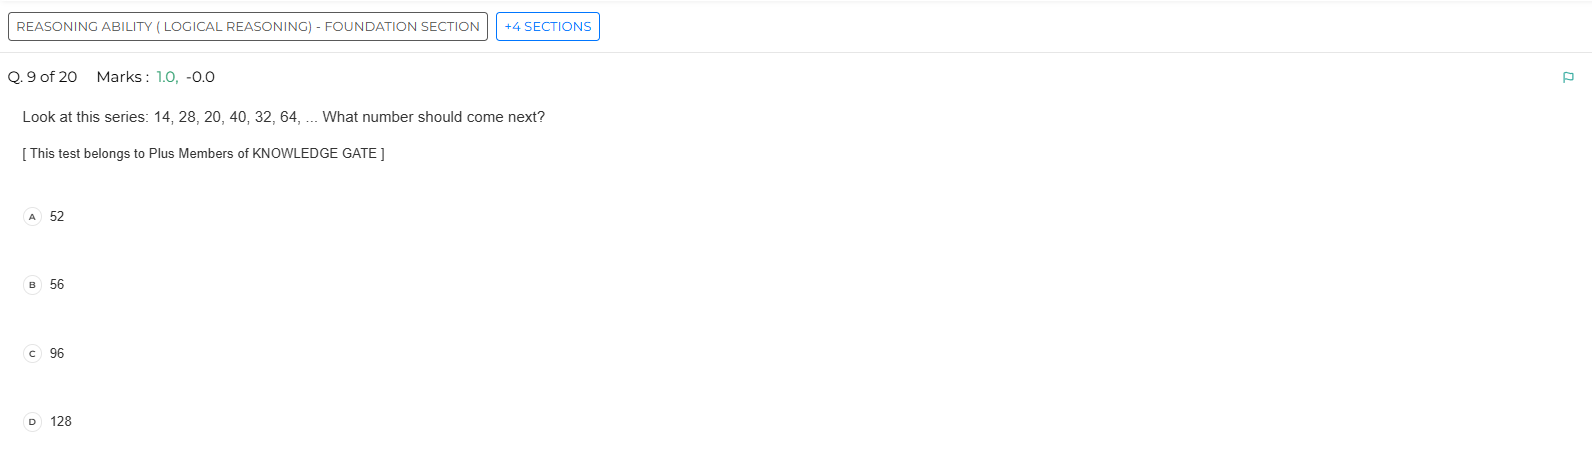 REASONING ABILITY ( LOGICAL REASONING) - FOUNDATION SECTION +4 SECTIONS
Q. 9 of 20 Marks : 1.0, -0.0
Look at this series: 14, 28, 20, 40, 32, 64, ... What number should come next?
[ This test belongs to Plus Members of KNOWLEDGE GATE ]
A 52
B 56
C 96
D 128